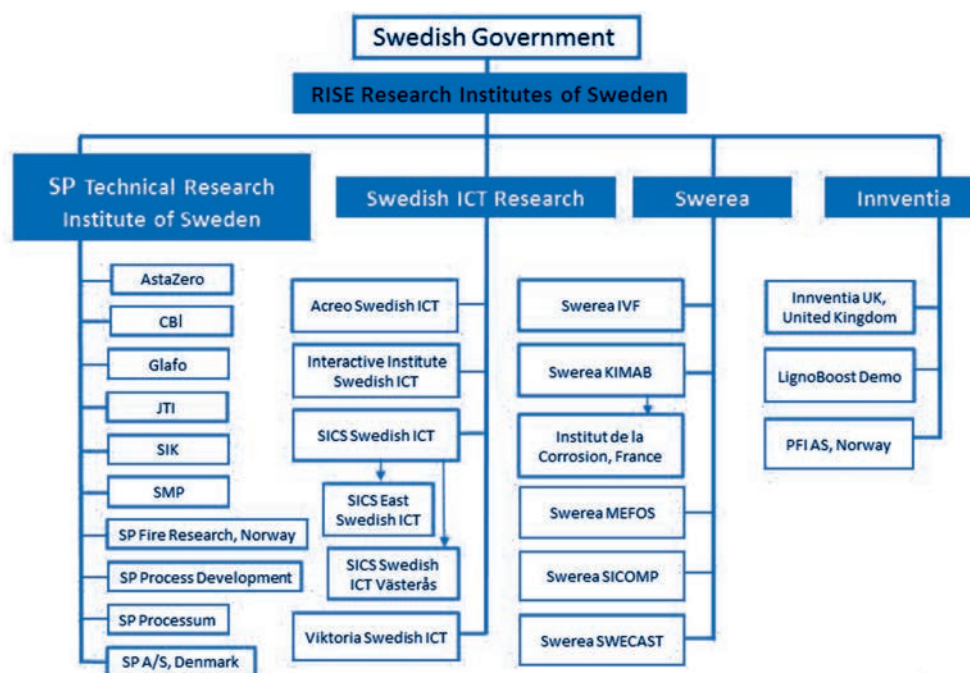 Swedish Government
RISE Research Institutes of Sweden
SP Technical Research
Institute of Sweden
Swedish ICT Research
Swerea
Innventia
AstaZero
CBI
Glafo
JTI
SIK
SMP
SP Fire Research, Norway
SP Process Development
SP Processum
SP A/S, Denmark
Acreo Swedish ICT
Interactive Institute
Swedish ICT
SICS Swedish ICT
SICS East
Swedish ICT
SICS Swedish
ICT Västerås
Viktoria Swedish ICT
Swerea IVF
Swerea KIMAB
Institut de la
Corrosion, France
Swerea MEFOS
Swerea SICOMP
Swerea SWECAST
Innventia UK,
United Kingdom
LignoBoost Demo
PFI AS, Norway